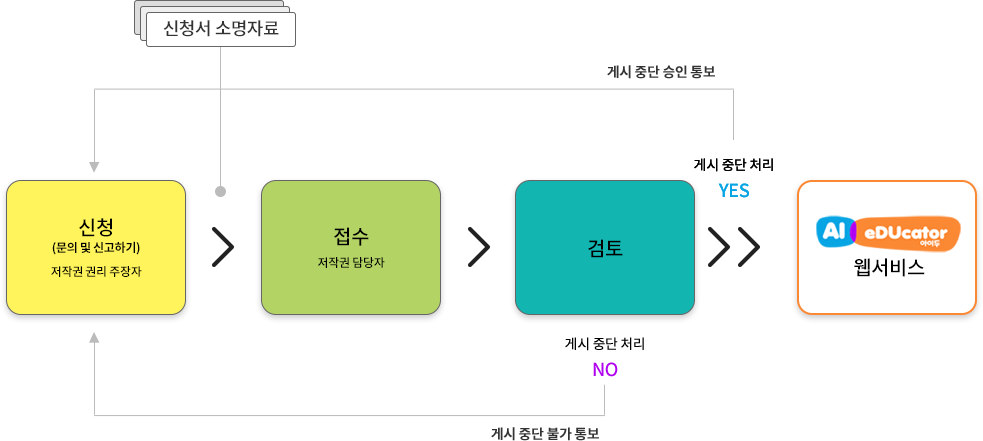 신청서 소명자료
게시 중단 승인 통보
게시 중단 처리
YES
신청
(문의 및 신고하기)
저작권 권리 주장자
접수
저작권 담당자
검토
AI eDUcator
아이두
웹서비스
게시 중단 처리
NO
게시 중단 불가 통보